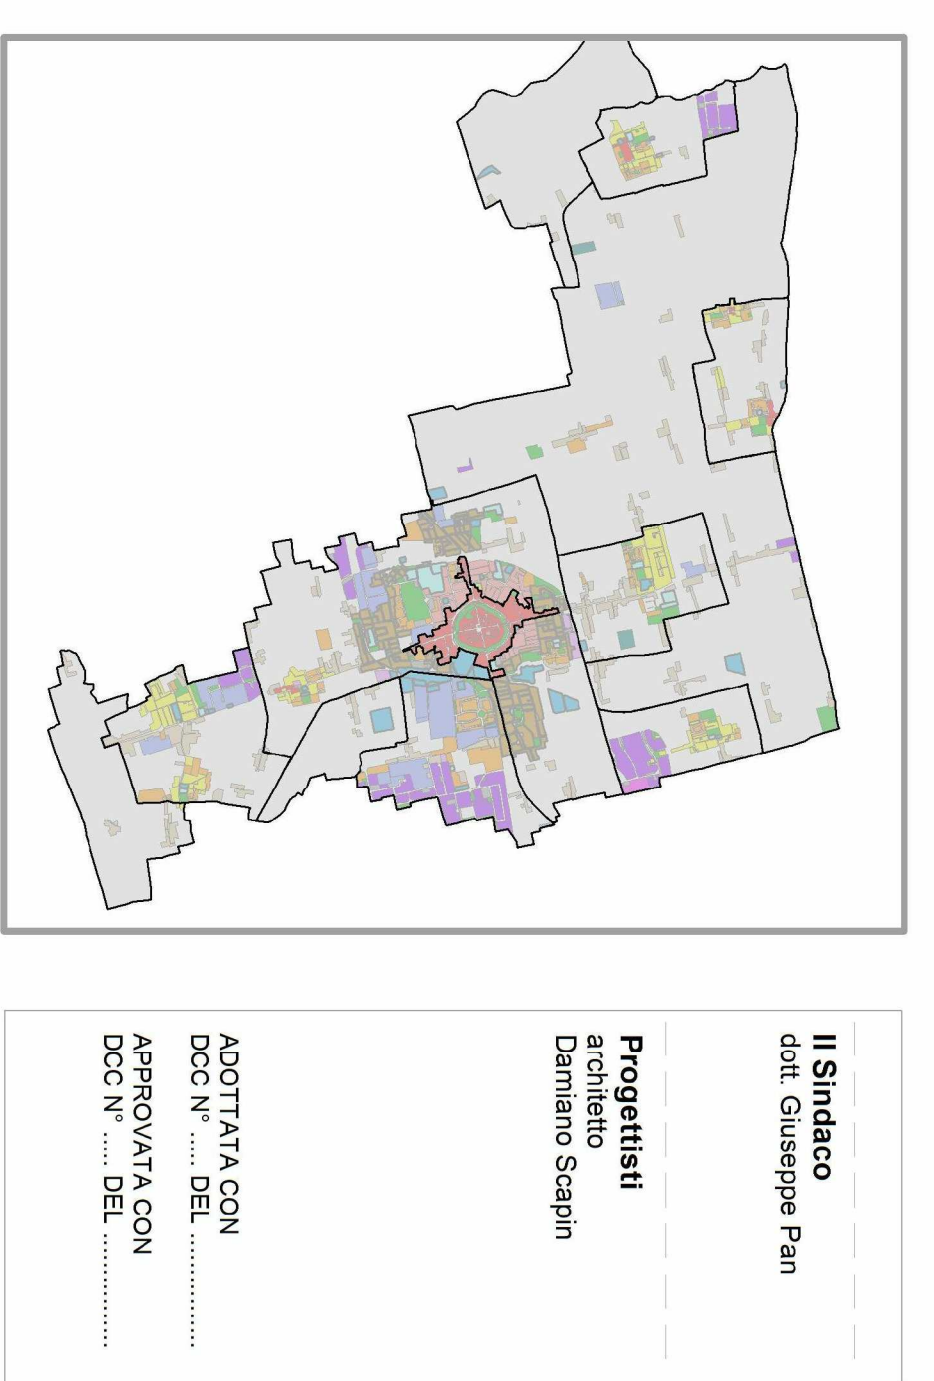 Il Sindaco
dott. Giuseppe Pan
Progettisti
architetto
Damiano Scapin
ADOTTATA CON
DCC N° ..... DEL ..................
APPROVATA CON
DCC N° ..... DEL ..................